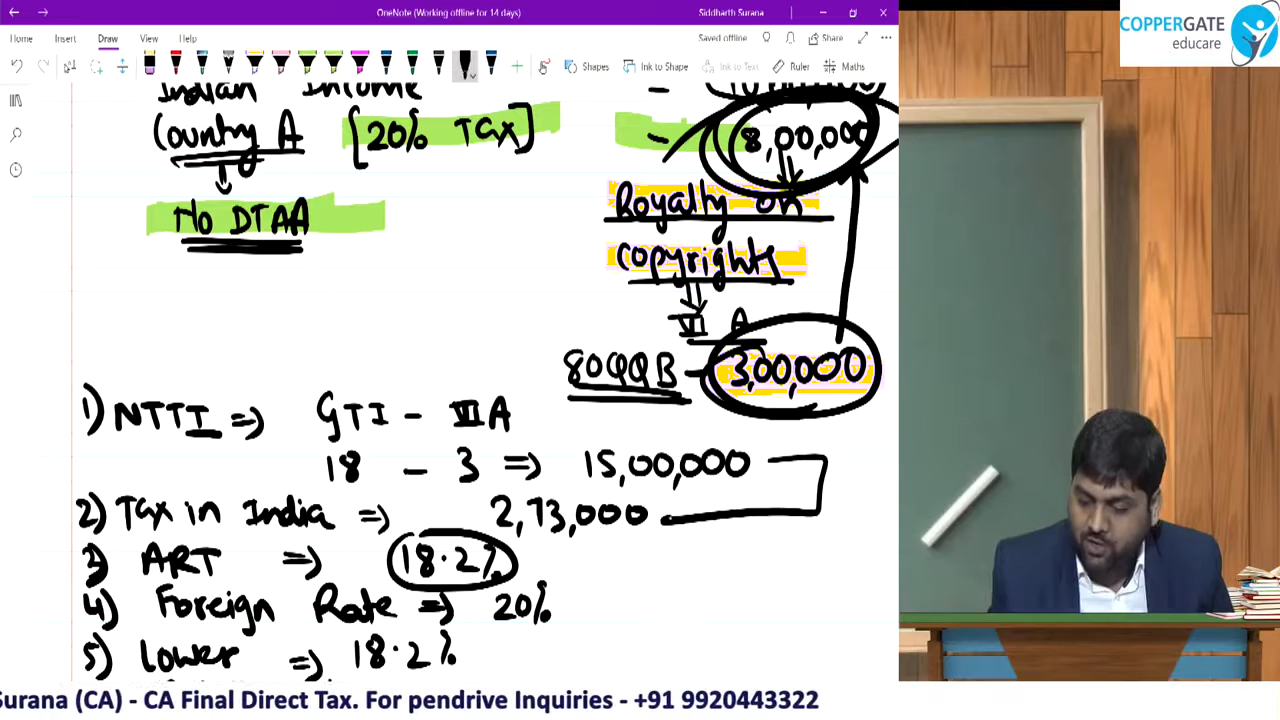 OneNote (Working offline for 14 days)
Siddharth Surana
Home Insert Draw View Help
Saved offline Share
Shapes Ink to Shape Ink to Text Ruler Maths
COPPERGATE
educare
Indian Income -
Country A [20% Tax] - 8,00,000
No DTAA
Royalty on
Copyrights
VI A
80QQB - 3,00,000
1) NTTI => GTI - VIA
18 - 3 => 15,00,000
2) Tax in India => 2,73,000
3) ART => 18.2%
4) Foreign Rate => 20%
5) Lower => 18.2%
Surana (CA) - CA Final Direct Tax. For pendrive Inquiries - +91 9920443322